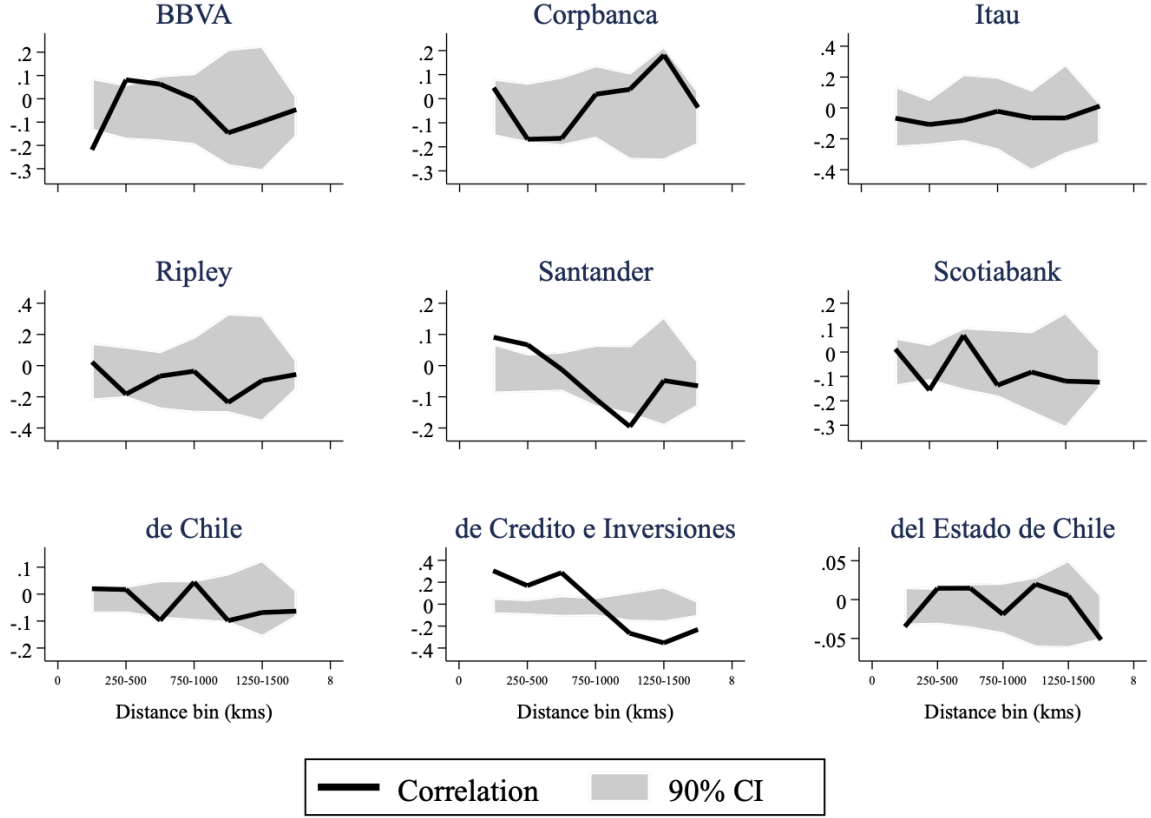 BBVA
Corpbanca
Itau
.2
.1
0
-.1
-.2
-.3
.2
.1
0
-.1
-.2
-.3
.4
.2
0
-.2
-.4
Ripley
Santander
Scotiabank
.4
.2
0
-.2
-.4
.2
.1
0
-.1
-.2
.2
.1
0
-.1
-.2
-.3
de Chile
de Credito e Inversiones
del Estado de Chile
.1
0
-.1
-.2
.4
.2
0
-.2
-.4
.05
0
-.05
0 250-500 750-1000 1250-1500 8
0 250-500 750-1000 1250-1500 8
0 250-500 750-1000 1250-1500 8
Distance bin (kms)
Distance bin (kms)
Distance bin (kms)
Correlation
90% CI